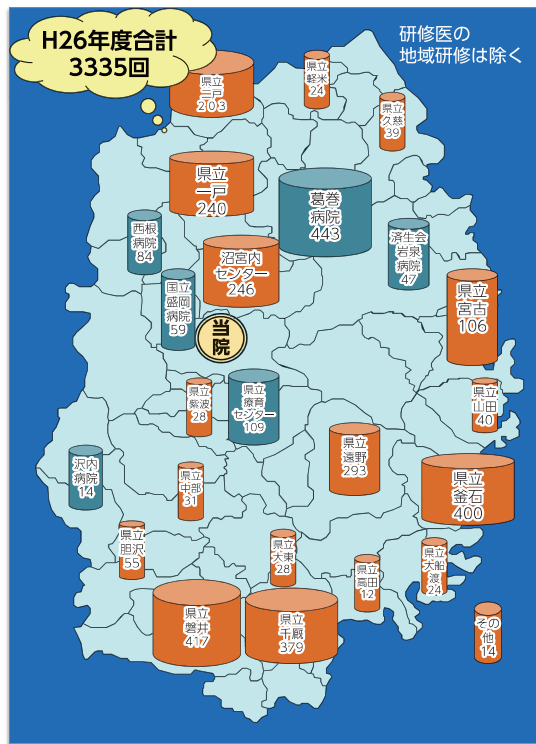 H26年度合計
3335回
研修医の
地域研修は除く
県立
二戸
203
県立
軽米
24
県立
久慈
39
県立
一戸
240
葛巻
病院
443
西根
病院
84
沼宮内
センター
246
済生会
岩泉
病院
47
国立
盛岡
病院
59
当
院
県立
宮古
106
県立
紫波
28
県立
療育
センター
109
県立
山田
40
県立
遠野
293
沢内
病院
14
県立
中部
31
県立
釜石
400
県立
胆沢
55
県立
大東
28
県立
高田
12
県立
大船
渡
24
県立
磐井
417
県立
千厩
379
その
他
14